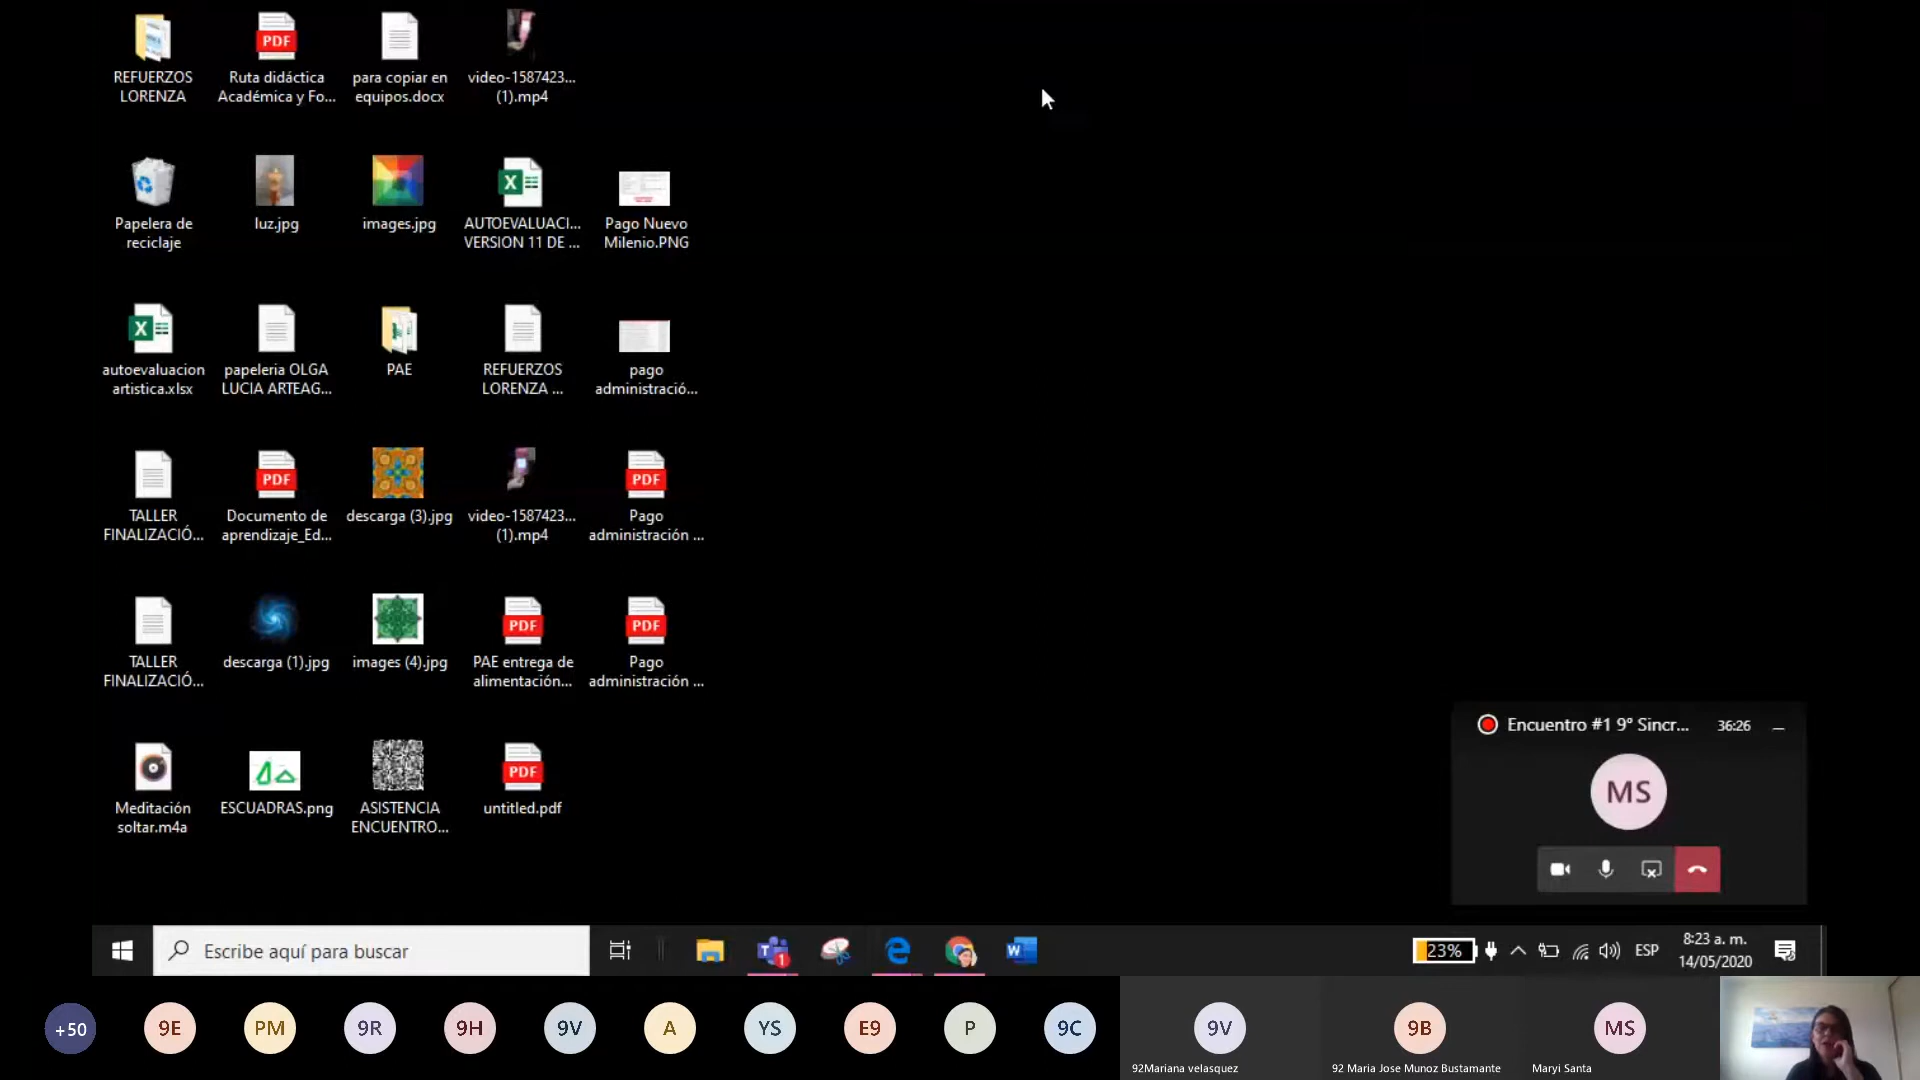 REFUERZOS
LORENZA
PDF
Ruta didáctica
Académica y Fo...
para copiar en
equipos.docx
video-1587423...
(1).mp4
Papelera de
reciclaje
luz.jpg
images.jpg
AUTOEVALUACI...
VERSION 11 DE ...
Pago Nuevo
Milenio.PNG
autoevaluacion
artistica.xlsx
papeleria OLGA
LUCIA ARTEAG...
PAE
REFUERZOS
LORENZA ...
pago
administració...
TALLER
FINALIZACIÓ...
PDF
Documento de
aprendizaje_Ed...
descarga (3).jpg
video-1587423...
(1).mp4
PDF
Pago
administración ...
TALLER
FINALIZACIÓ...
descarga (1).jpg
images (4).jpg
PDF
PAE entrega de
alimentación...
PDF
Pago
administración ...
Meditación
soltar.m4a
ESCUADRAS.png
ASISTENCIA
ENCUENTRO...
PDF
untitled.pdf
Encuentro #1 9° Sincr...
36:26
MS
Escribe aquí para buscar
1
23%
ESP
8:23 a. m.
14/05/2020
+50
9E
PM
9R
9H
9V
A
YS
E9
P
9C
9V
92Mariana velasquez
9B
92 Maria Jose Munoz Bustamante
MS
Maryi Santa